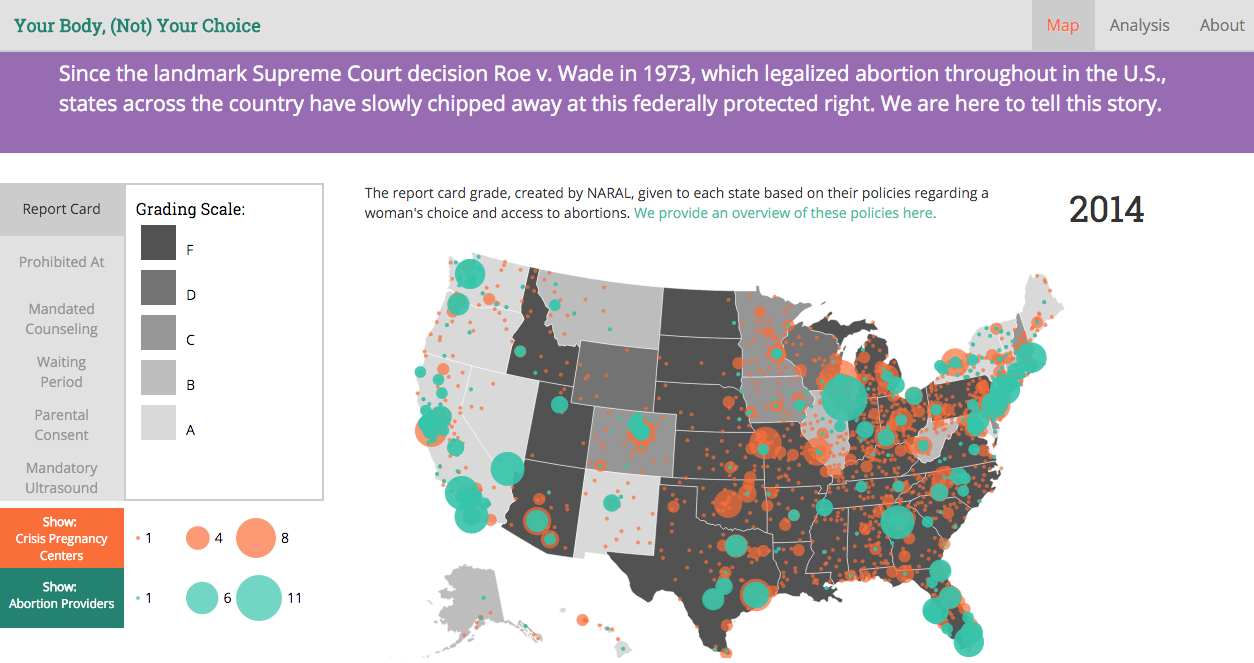 Your Body, (Not) Your Choice
Map
Analysis
About
Since the landmark Supreme Court decision Roe v. Wade in 1973, which legalized abortion throughout in the U.S.,
states across the country have slowly chipped away at this federally protected right. We are here to tell this story.
Report Card
Prohibited At
Mandated
Counseling
Waiting
Period
Parental
Consent
Mandatory
Ultrasound
Grading Scale:
F
D
C
B
A
The report card grade, created by NARAL, given to each state based on their policies regarding a
woman's choice and access to abortions. We provide an overview of these policies here.
2014
Show:
Crisis Pregnancy
Centers
1
4
8
Show:
Abortion Providers
1
6
11